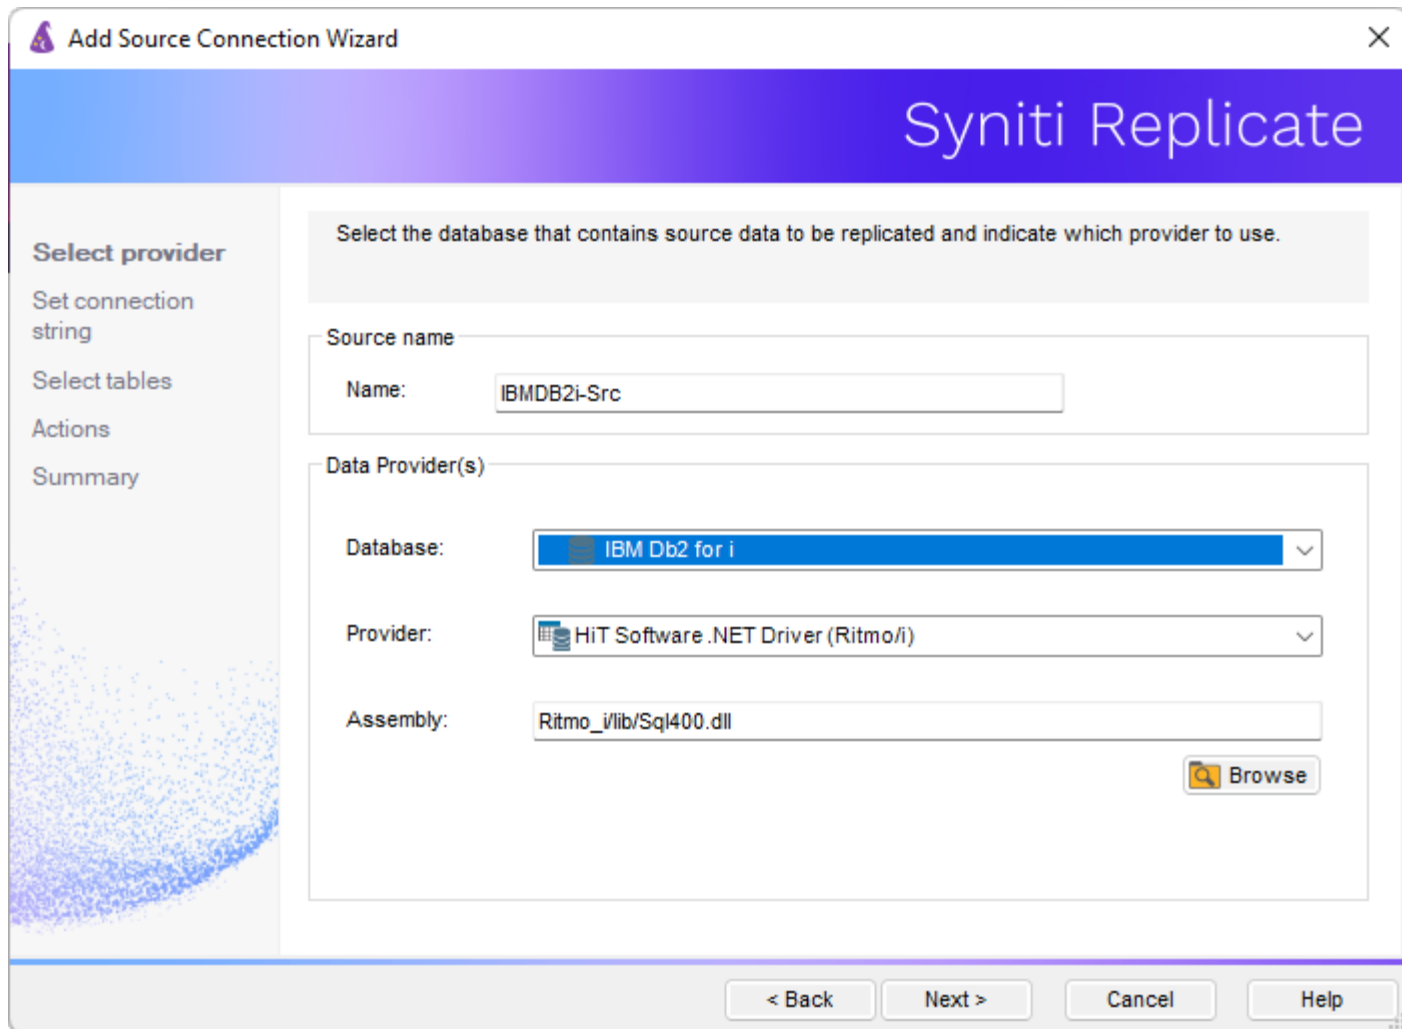 Add Source Connection Wizard
Syniti Replicate
Select provider
Set connection
string
Select tables
Actions
Summary
Select the database that contains source data to be replicated and indicate which provider to use.
Source name
Name:
IBMDB2i-Src
Data Provider(s)
Database:
IBM Db2 for i
Provider:
HiT Software .NET Driver (Ritmo/i)
Assembly:
Ritmo_i/lib/Sql400.dll
Browse
< Back
Next >
Cancel
Help